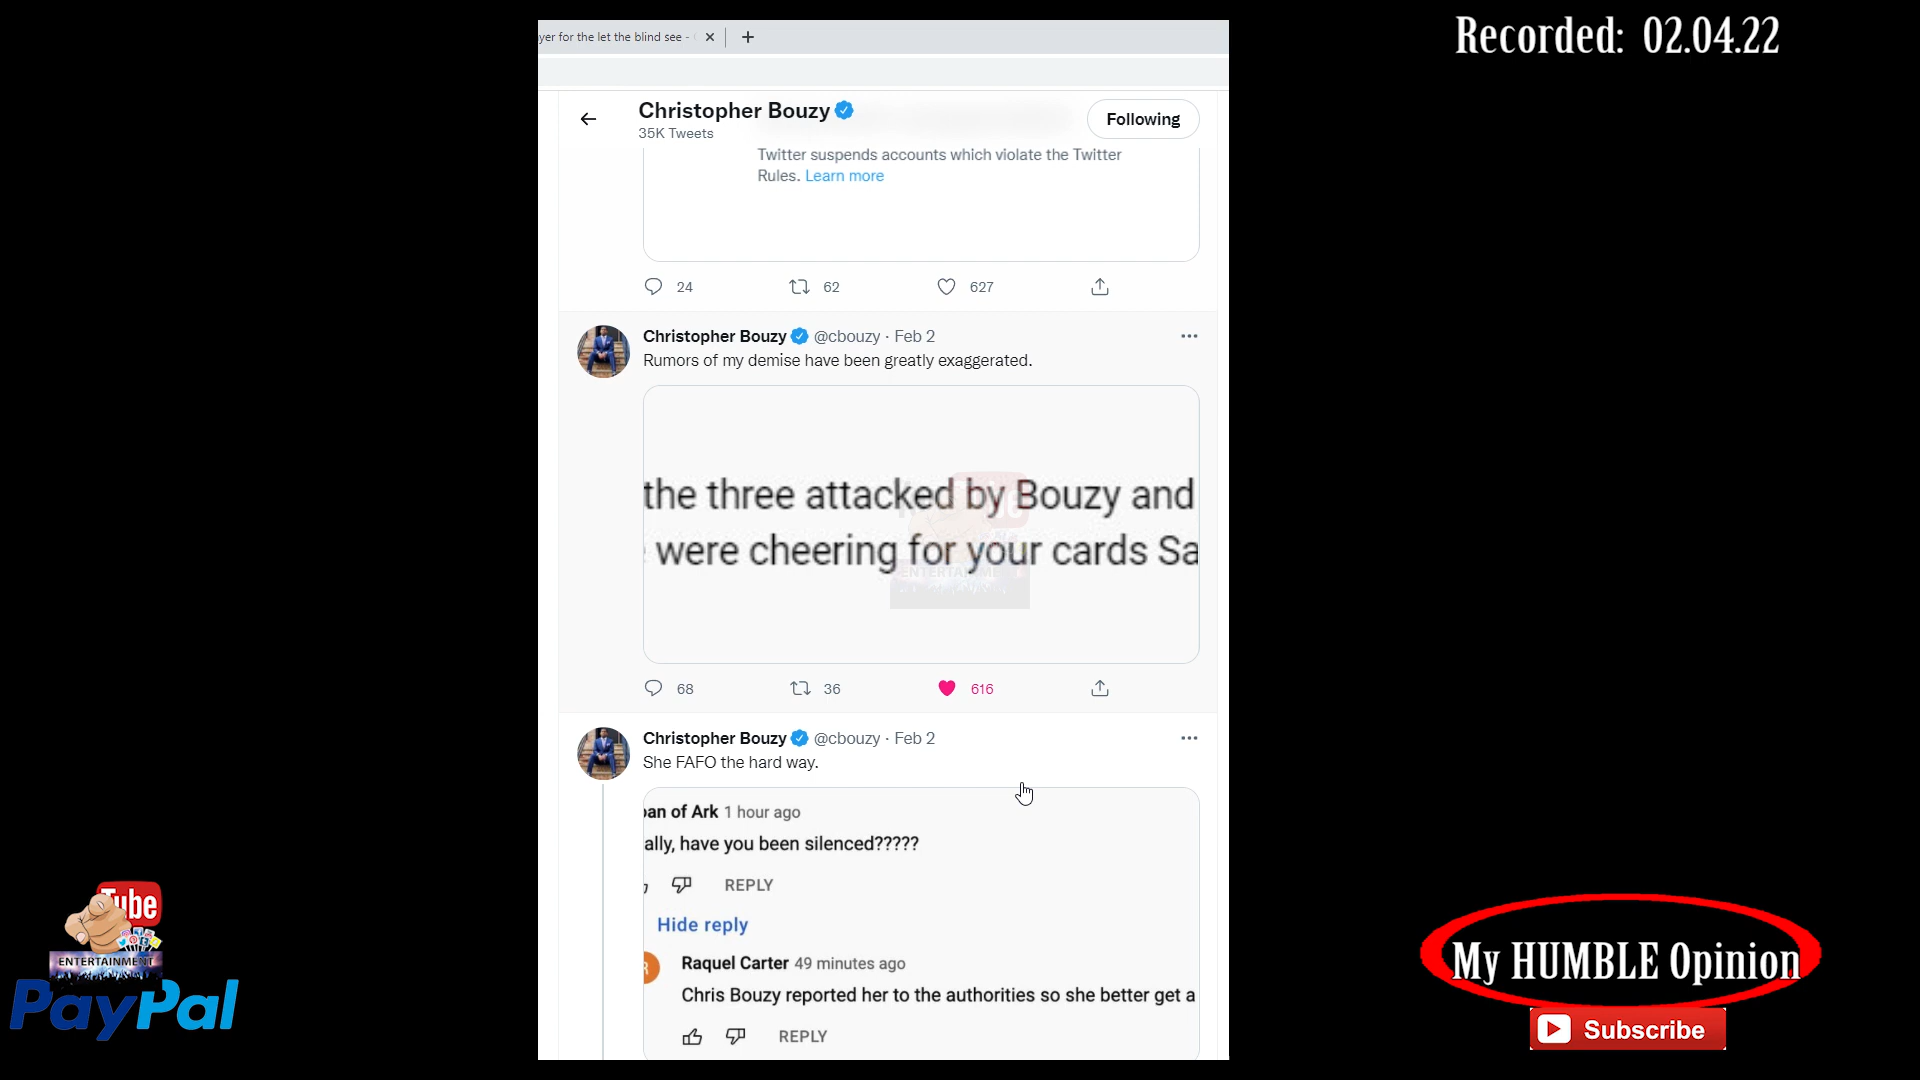 Recorded: 02.04.22
yer for the let the blind see -
Christopher Bouzy
35K Tweets
Following
Twitter suspends accounts which violate the Twitter
Rules. Learn more
24 62 627
Christopher Bouzy @cbouzy · Feb 2
Rumors of my demise have been greatly exaggerated.
the three attacked by Bouzy and
were cheering for your cards Sa
68 36 616
Christopher Bouzy @cbouzy · Feb 2
She FAFO the hard way.
an of Ark 1 hour ago
ally, have you been silenced?????
REPLY
Hide reply
Raquel Carter 49 minutes ago
Chris Bouzy reported her to the authorities so she better get a
REPLY
Tube
ENTERTAINMENT
PayPal
My HUMBLE Opinion
Subscribe